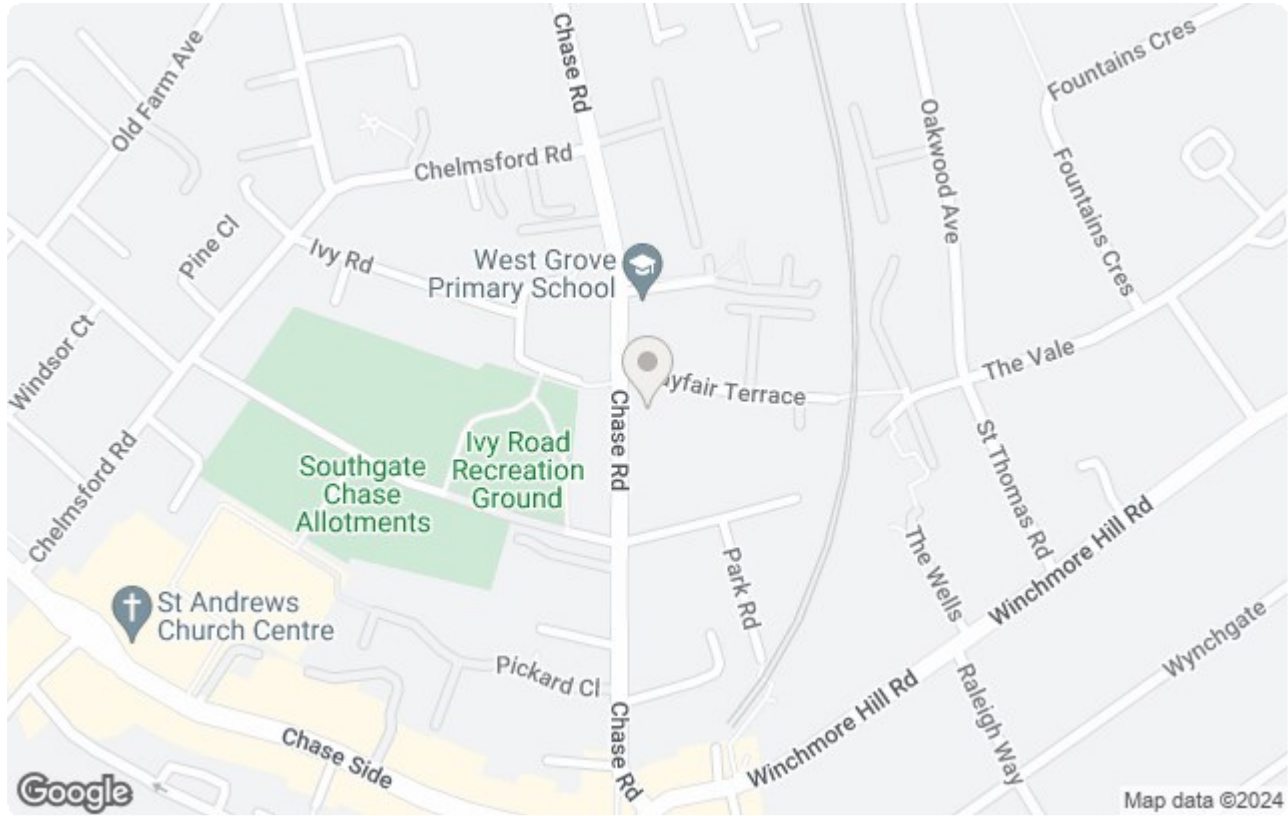 Chase Rd
Old Farm Ave
Fountains Cres
Oakwood Ave
Chelmsford Rd
Fountains Cres
Pine Cl
Ivy Rd
West Grove
Primary School
Windsor Ct
The Vale
ayfair Terrace
Chase Rd
Ivy Road
Recreation
Ground
Southgate
Chase
Allotments
St Thomas Rd
Chelmsford Rd
Winchmore Hill Rd
The Wells
Park Rd
St Andrews
Church Centre
Wynchgate
Pickard Cl
Raleigh Way
Winchmore Hill Rd
Chase Rd
Chase Side
Google
Map data ©2024